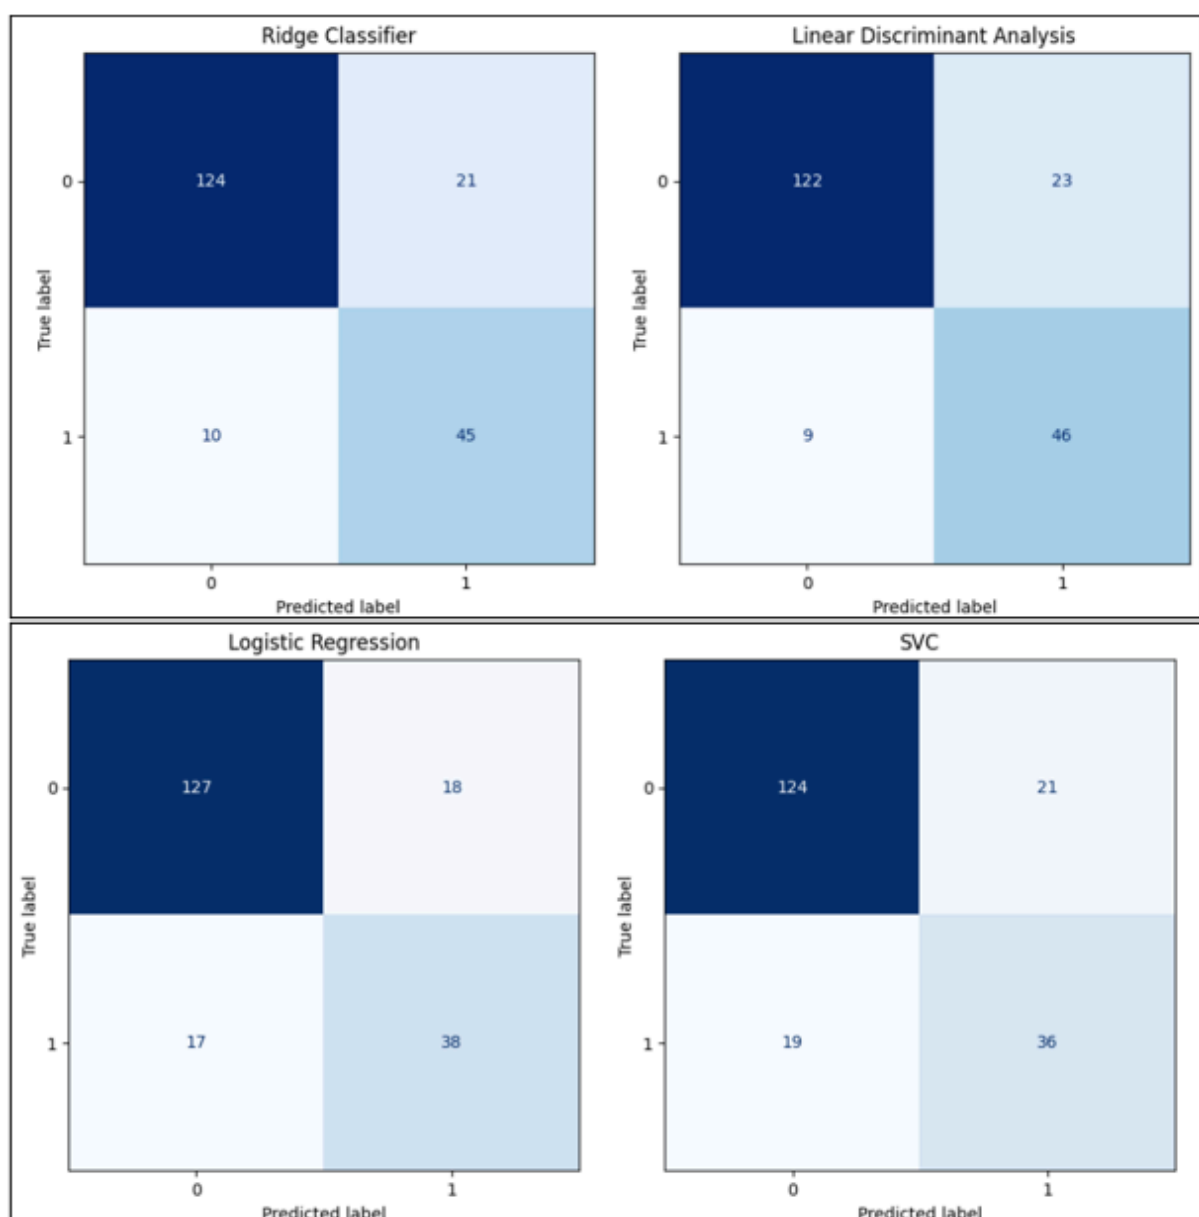 Ridge Classifier
0
124
21
True label
1
10
45
0
1
Predicted label
Linear Discriminant Analysis
0
122
23
True label
1
9
46
0
1
Predicted label
Logistic Regression
0
127
18
True label
1
17
38
0
1
Predicted label
SVC
0
124
21
True label
1
19
36
0
1
Predicted label